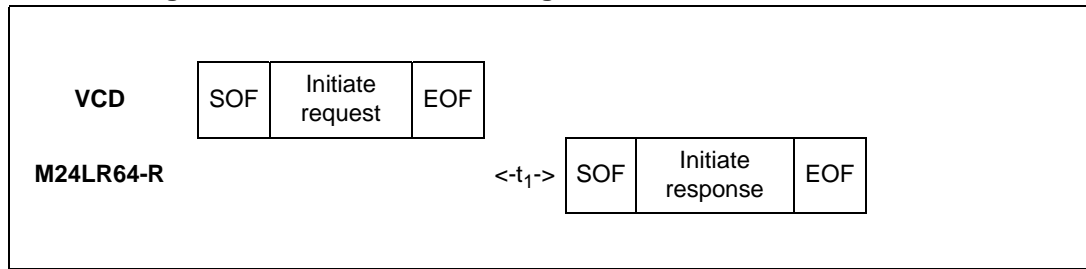 VCD SOF Initiate request EOF
M24LR64-R <-t₁-> SOF Initiate response EOF